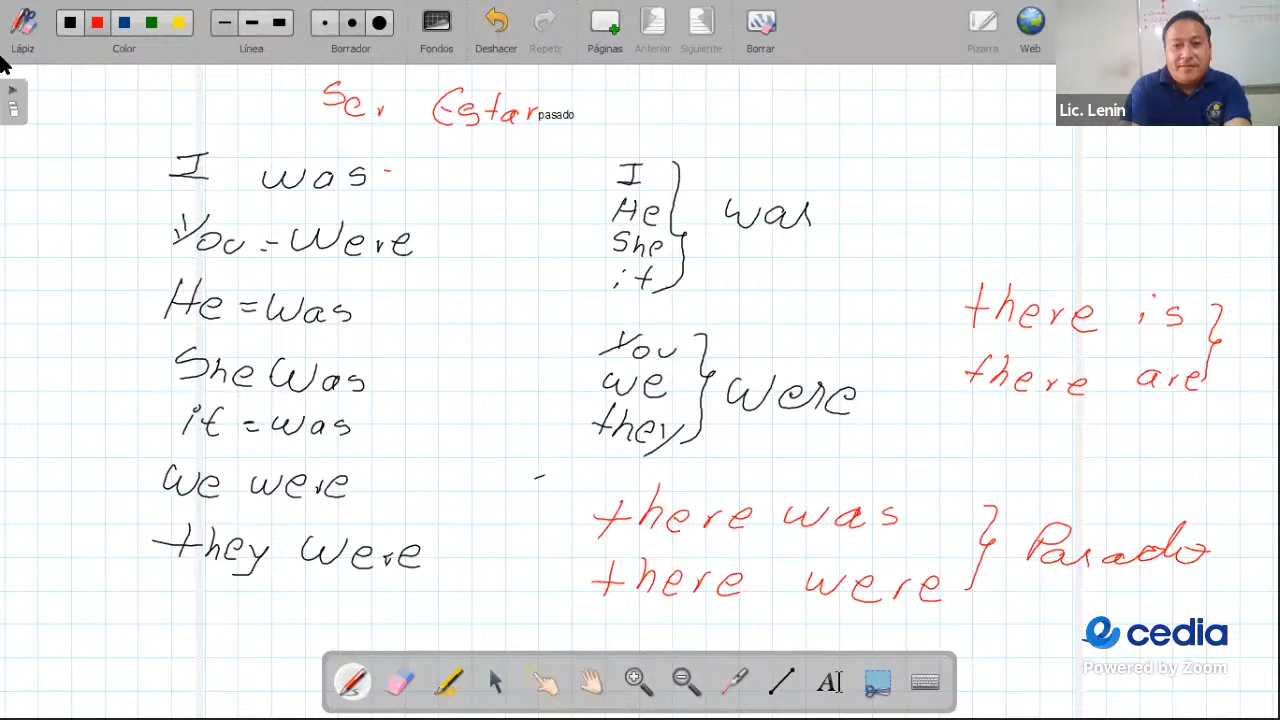 Lápiz
Color
Línea
Borrador
Fondos
Deshacer
Repetir
Páginas
Anterior
Siguiente
Borrar
Pizarra
Web
Lic. Lenin
Ser Estar pasado
I was
You = Were
He = Was
She Was
it = was
we were
they were
I
He
She
it
was
You
we
they
were
there is
there are
there was
there were
Pasado
cedia
Powered by Zoom